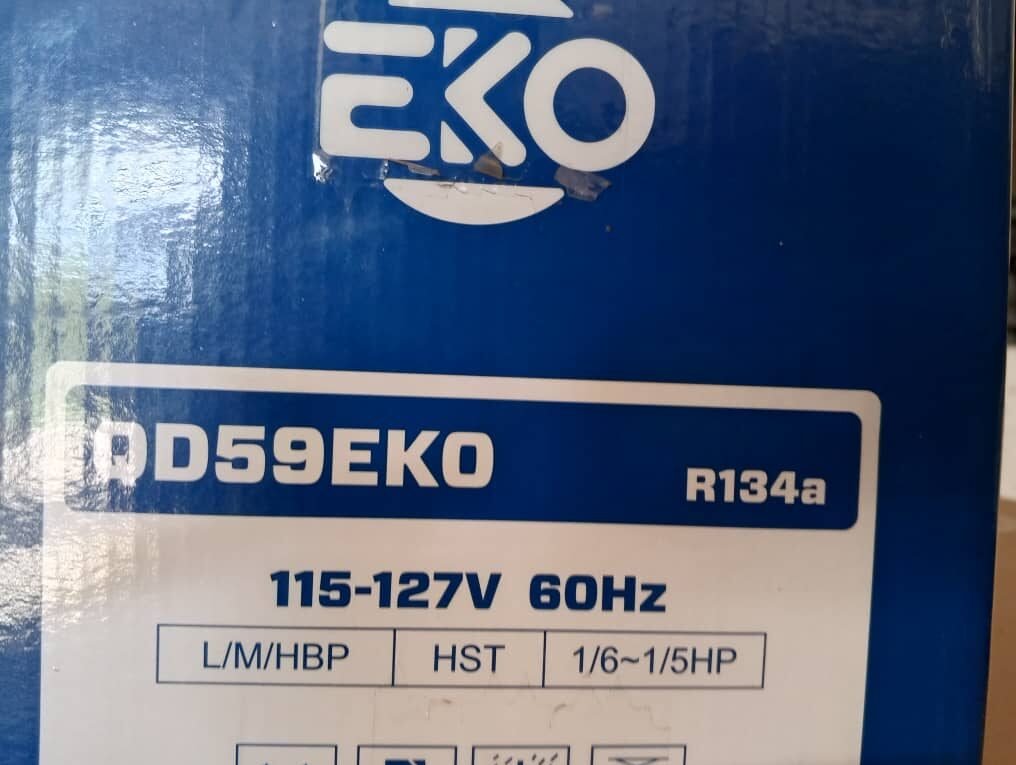 EKO
QD59EKO
R134a
115-127V 60Hz
L/M/HBP HST 1/6~1/5HP